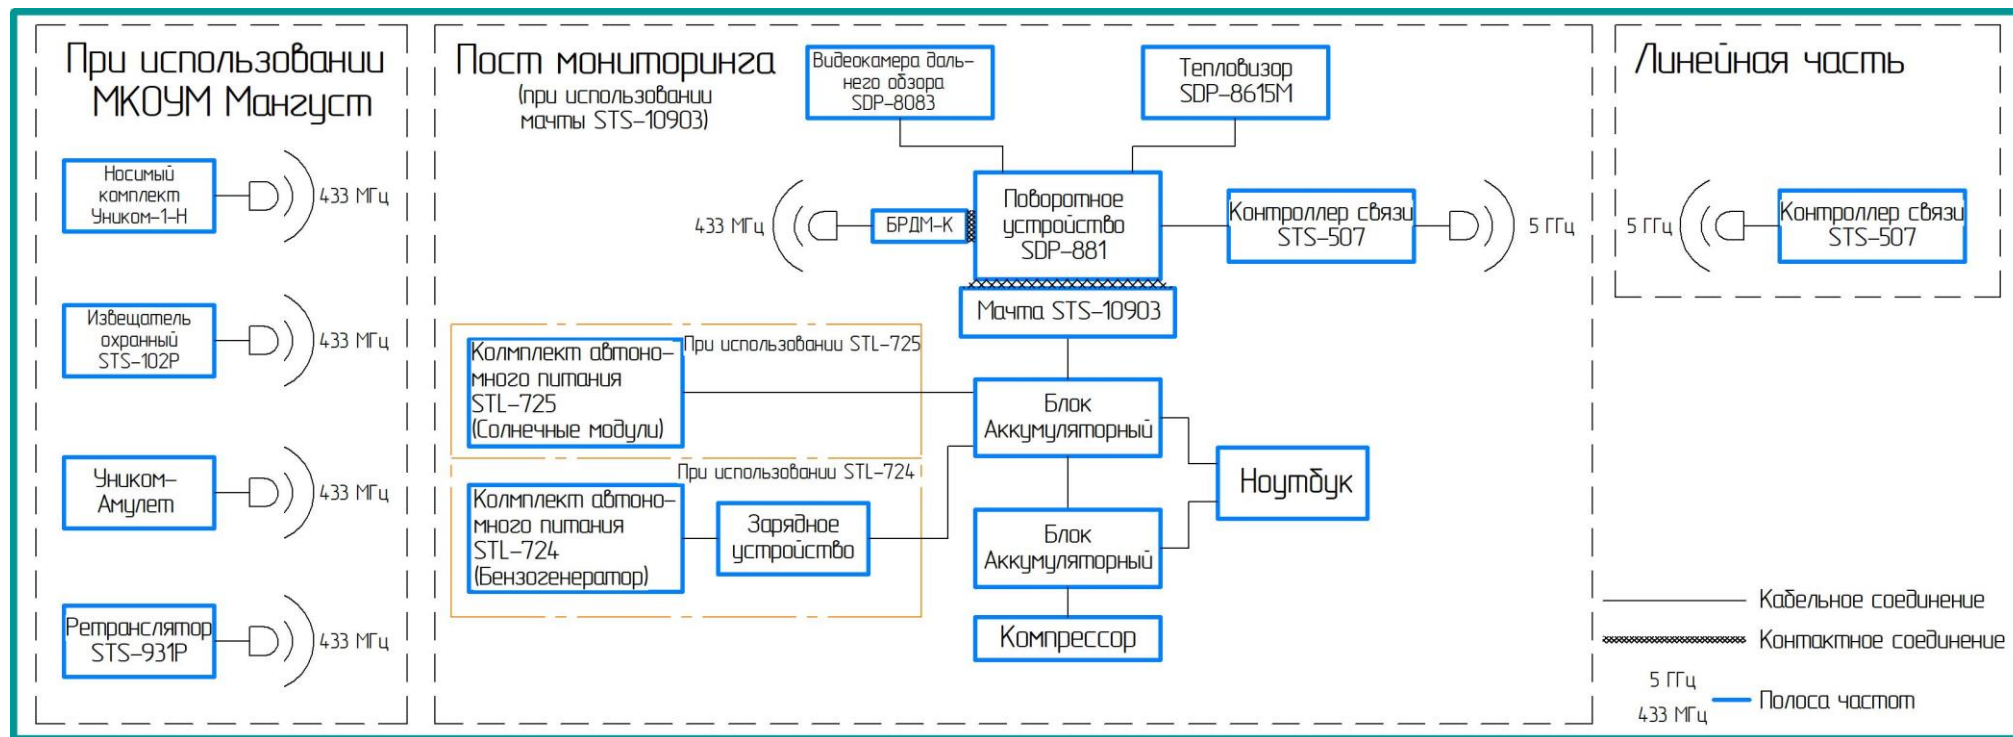 При использовании
МКОУМ Мангуст
Носимый
комплект
Уником-1-Н
433 МГц
Извещатель
охранный
STS-102Р
433 МГц
Уником-
Амулет
433 МГц
Ретранслятор
STS-931Р
433 МГц
Пост мониторинга
(при использовании
мачты STS-10903)
Видеокамера даль-
него обзора
SDP-8083
Тепловизор
SDP-8615М
433 МГц
БРДМ-К
Поворотное
устройство
SDP-881
Контроллер связи
STS-507
5 ГГц
Мачта STS-10903
При использовании STL-725
Колмплект автоно-
много питания
STL-725
(Солнечные модули)
Блок
Аккумуляторный
При использовании STL-724
Колмплект автоно-
много питания
STL-724
(Бензогенератор)
Зарядное
устройство
Ноутбук
Блок
Аккумуляторный
Компрессор
Линейная часть
5 ГГц
Контроллер связи
STS-507
Кабельное соединение
Контактное соединение
5 ГГц
433 МГц
Полоса частот